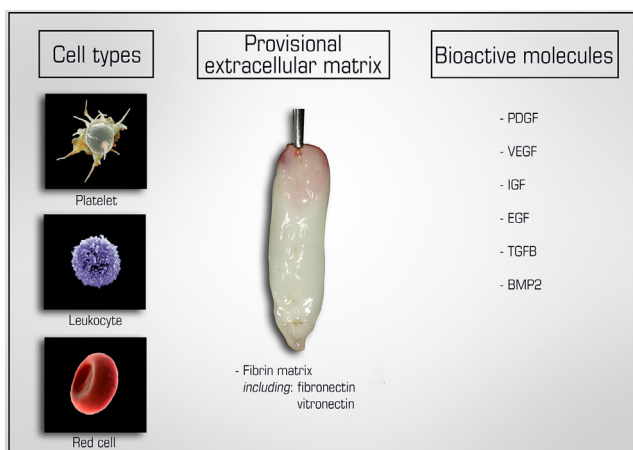 Cell types
Platelet
Leukocyte
Red cell
Provisional
extracellular matrix
- Fibrin matrix
including: fibronectin
vitronectin
Bioactive molecules
- PDGF
- VEGF
- IGF
- EGF
- TGFB
- BMP2